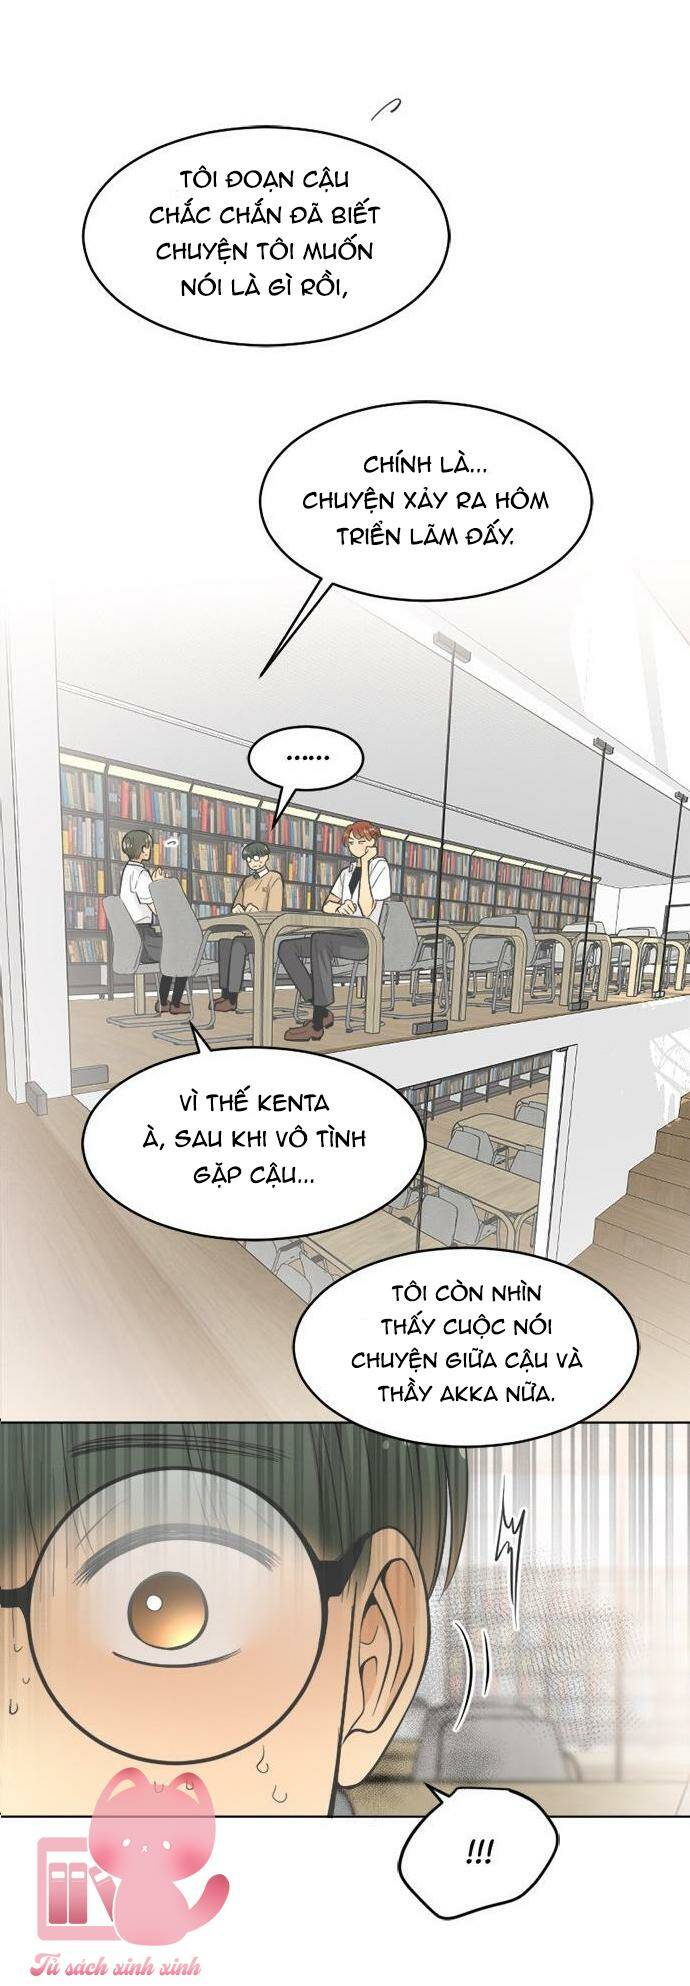 TÔI ĐOẠN CẬU
CHẮC CHẮN ĐÃ BIẾT
CHUYỆN TÔI MUỐN
NÓI LÀ GÌ RỒI,
CHÍNH LÀ...
CHUYỆN XẢY RA HÔM
TRIỂN LÃM ĐẤY.
......
VÌ THẾ KENTA
À, SAU KHI VÔ TÌNH
GẶP CẬU...
TÔI CÒN NHÌN
THẤY CUỘC NÓI
CHUYỆN GIỮA CẬU VÀ
THẦY AKKA NỮA.
!!!
Tủ sách xinh xinh